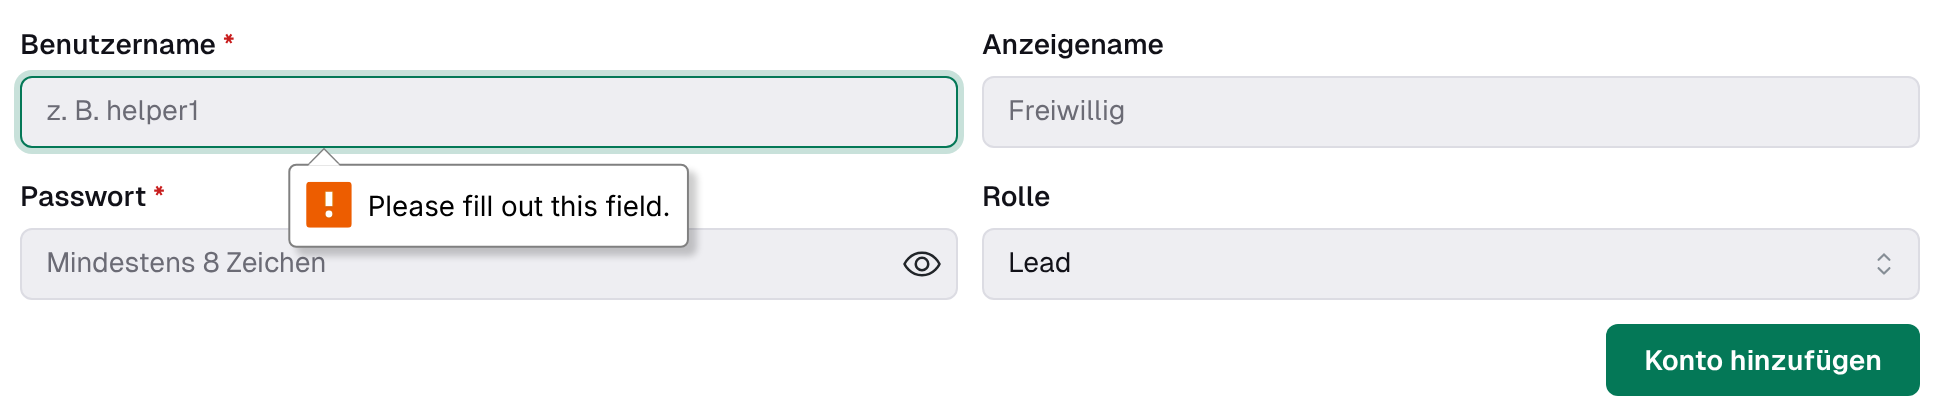 Benutzername *
z. B. helper1
Anzeigename
Freiwillig
Please fill out this field.
Passwort *
Mindestens 8 Zeichen
Rolle
Lead
Konto hinzufügen